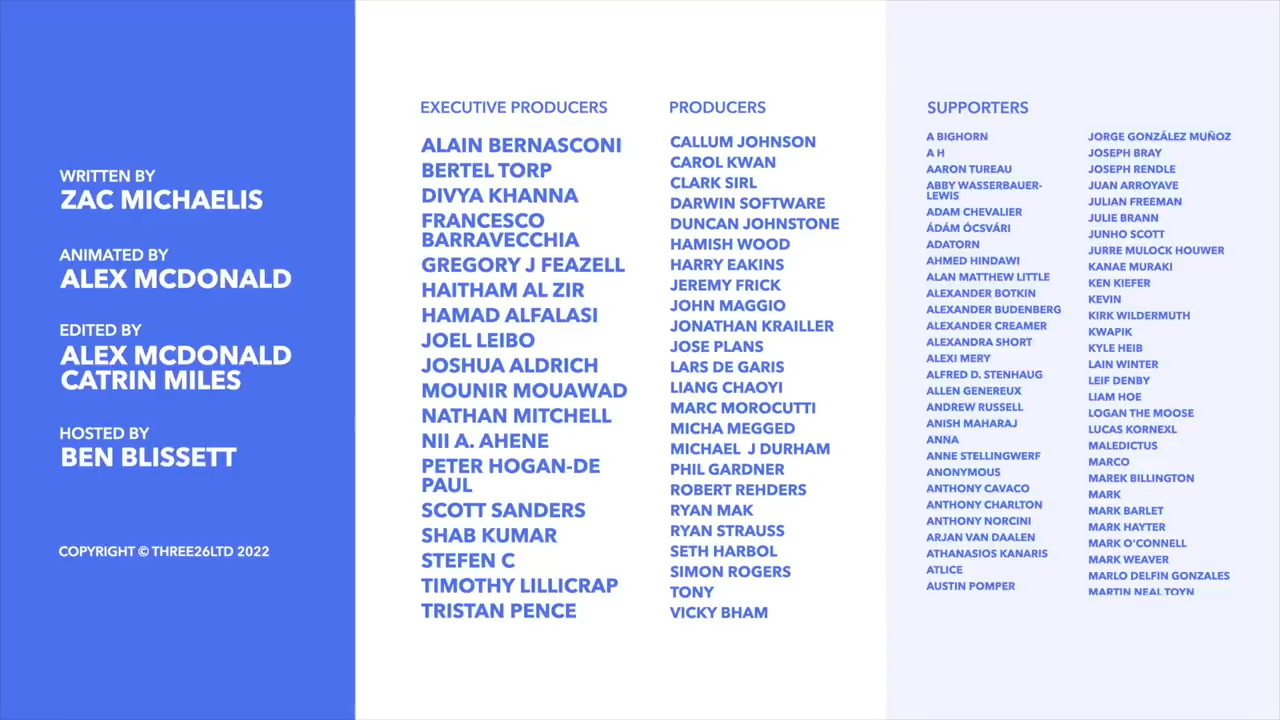 WRITTEN BY
ZAC MICHAELIS
ANIMATED BY
ALEX MCDONALD
EDITED BY
ALEX MCDONALD
CATRIN MILES
HOSTED BY
BEN BLISSETT
COPYRIGHT © THREE26LTD 2022
EXECUTIVE PRODUCERS
ALAIN BERNASCONI
BERTEL TORP
DIVYA KHANNA
FRANCESCO
BARRAVECCHIA
GREGORY J FEAZELL
HAITHAM AL ZIR
HAMAD ALFALASI
JOEL LEIBO
JOSHUA ALDRICH
MOUNIR MOUAWAD
NATHAN MITCHELL
NII A. AHENE
PETER HOGAN-DE
PAUL
SCOTT SANDERS
SHAB KUMAR
STEFEN C
TIMOTHY LILLICRAP
TRISTAN PENCE
PRODUCERS
CALLUM JOHNSON
CAROL KWAN
CLARK SIRL
DARWIN SOFTWARE
DUNCAN JOHNSTONE
HAMISH WOOD
HARRY EAKINS
JEREMY FRICK
JOHN MAGGIO
JONATHAN KRAILLER
JOSE PLANS
LARS DE GARIS
LIANG CHAOYI
MARC MOROCUTTI
MICHA MEGGED
MICHAEL J DURHAM
PHIL GARDNER
ROBERT REHDERS
RYAN MAK
RYAN STRAUSS
SETH HARBOL
SIMON ROGERS
TONY
VICKY BHAM
SUPPORTERS
A BIGHORN
A H
AARON TUREAU
ABBY WASSERBAUER-
LEWIS
ADAM CHEVALIER
ÁDÁM ÓCSVÁRI
ADATORN
AHMED HINDAWI
ALAN MATTHEW LITTLE
ALEXANDER BOTKIN
ALEXANDER BUDENBERG
ALEXANDER CREAMER
ALEXANDRA SHORT
ALEXI MERY
ALFRED D. STENHAUG
ALLEN GENEREUX
ANDREW RUSSELL
ANISH MAHARAJ
ANNA
ANNE STELLINGWERF
ANONYMOUS
ANTHONY CAVACO
ANTHONY CHARLTON
ANTHONY NORCINI
ARJAN VAN DAALEN
ATHANASIOS KANARIS
ATLICE
AUSTIN POMPER
JORGE GONZÁLEZ MUÑOZ
JOSEPH BRAY
JOSEPH RENDLE
JUAN ARROYAVE
JULIAN FREEMAN
JULIE BRANN
JUNHO SCOTT
JURRE MULOCK HOUWER
KANAE MURAKI
KEN KIEFER
KEVIN
KIRK WILDERMUTH
KWAPIK
KYLE HEIB
LAIN WINTER
LEIF DENBY
LIAM HOE
LOGAN THE MOOSE
LUCAS KORNEXL
MALEDICTUS
MARCO
MAREK BILLINGTON
MARK
MARK BARLET
MARK HAYTER
MARK O'CONNELL
MARK WEAVER
MARLO DELFIN GONZALES
MARTIN NEAL TOYN